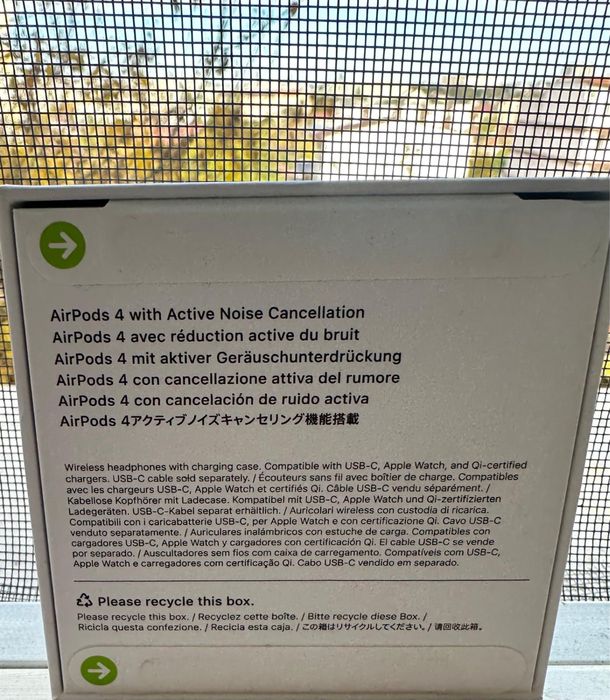 AirPods 4 with Active Noise Cancellation
AirPods 4 avec réduction active du bruit
AirPods 4 mit aktiver Geräuschunterdrückung
AirPods 4 con cancellazione attiva del rumore
AirPods 4 con cancelación de ruido activa
AirPods 4アクティブノイズキャンセリング機能搭載
Wireless headphones with charging case. Compatible with USB-C, Apple Watch, and Qi-certified
chargers. USB-C cable sold separately. / Écouteurs sans fil avec boîtier de charge. Compatibles
avec les chargeurs USB-C, Apple Watch et certifiés Qi. Câble USB-C vendu séparément. /
Kabellose Kopfhörer mit Ladecase. Kompatibel mit USB-C, Apple Watch und Qi-zertifizierten
Ladegeräten. USB-C-Kabel separat erhältlich. / Auricolari wireless con custodia di ricarica.
Compatibili con i caricabatterie USB-C, per Apple Watch e con certificazione Qi. Cavo USB-C
venduto separatamente. / Auriculares inalámbricos con estuche de carga. Compatibles con
cargadores USB-C, Apple Watch y cargadores con certificación Qi. El cable USB-C se vende
por separado. / Auscultadores sem fios com caixa de carregamento. Compatíveis com USB-C,
Apple Watch e carregadores com certificação Qi. Cabo USB-C vendido em separado.
Please recycle this box.
Please recycle this box. / Recyclez cette boîte. / Bitte recycle diese Box. /
Ricicla questa confezione. / Recicla esta caja. / この箱はリサイクルしてください。/ 请回收此箱。